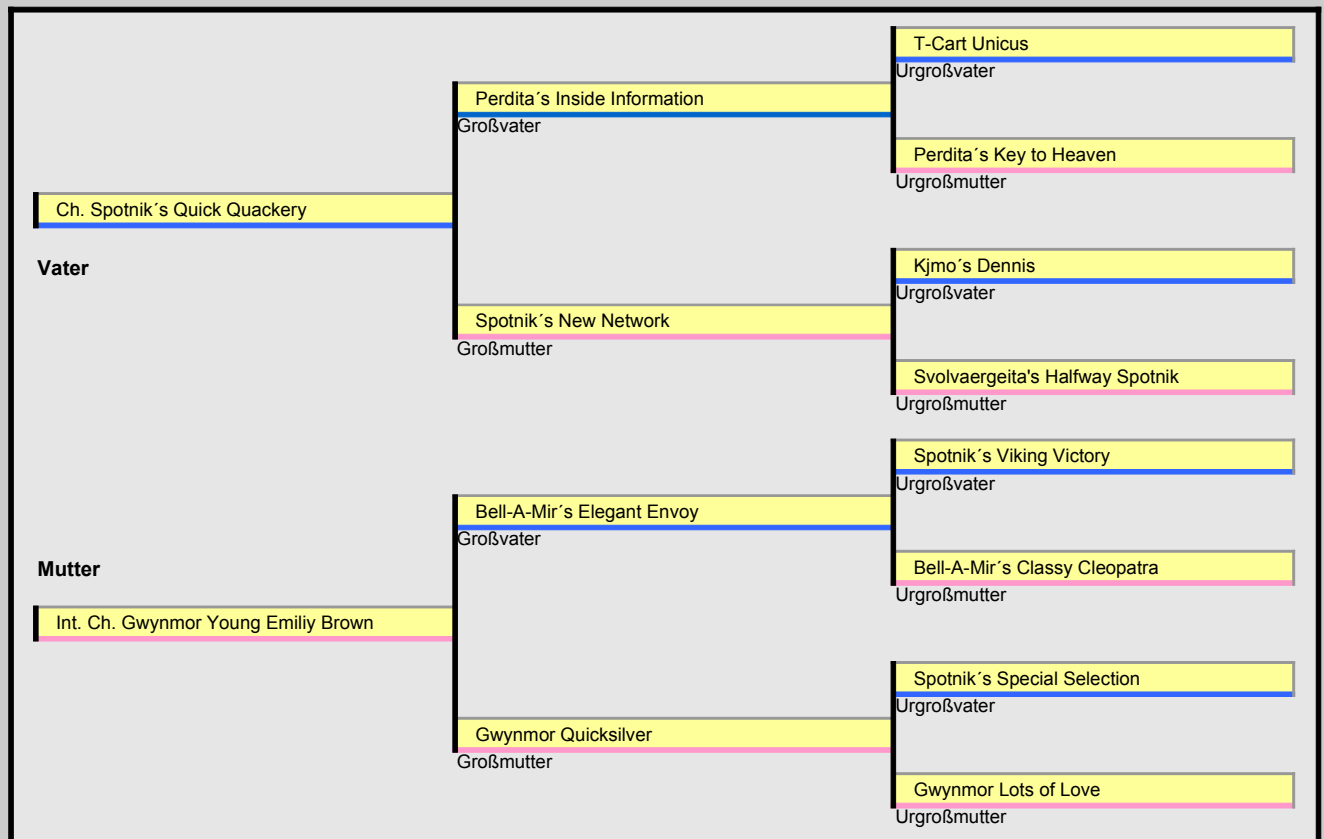 T-Cart Unicus
Urgroßvater
Perdita´s Inside Information
Großvater
Perdita´s Key to Heaven
Urgroßmutter
Ch. Spotnik´s Quick Quackery
Vater
Kjmo´s Dennis
Urgroßvater
Spotnik´s New Network
Großmutter
Svolvaergeita's Halfway Spotnik
Urgroßmutter
Spotnik´s Viking Victory
Urgroßvater
Bell-A-Mir´s Elegant Envoy
Großvater
Mutter
Bell-A-Mir´s Classy Cleopatra
Urgroßmutter
Int. Ch. Gwynmor Young Emiliy Brown
Spotnik´s Special Selection
Urgroßvater
Gwynmor Quicksilver
Großmutter
Gwynmor Lots of Love
Urgroßmutter